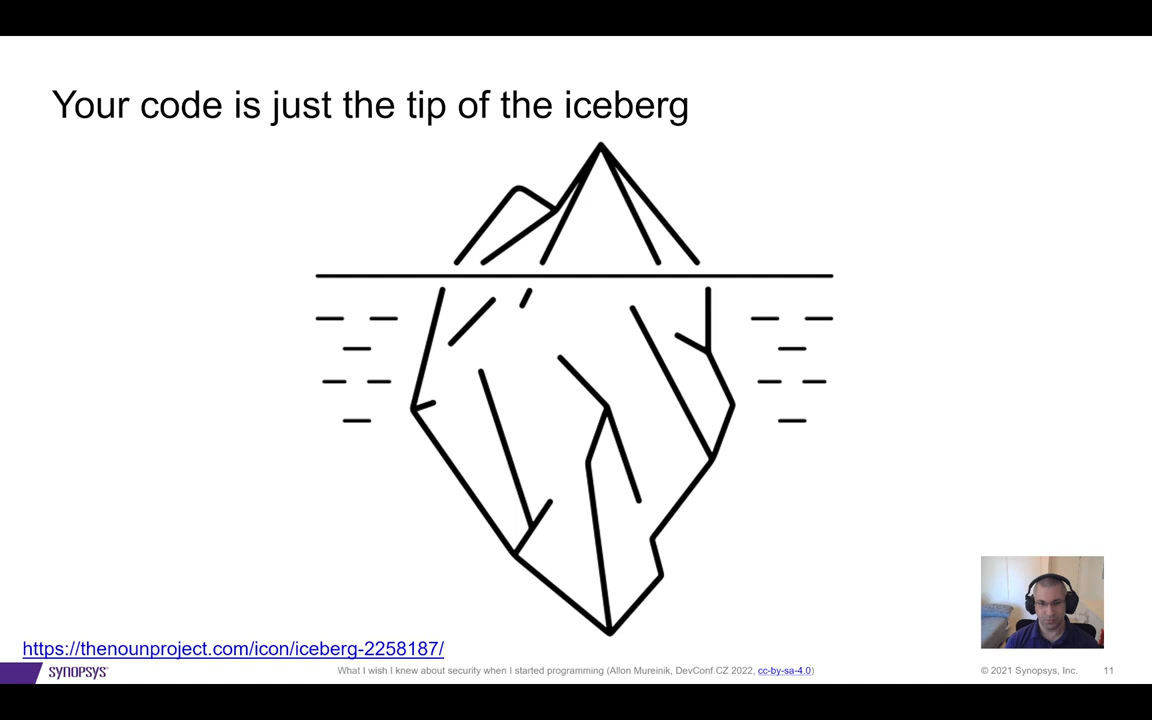 Your code is just the tip of the iceberg
https://thenounproject.com/icon/iceberg-2258187/
SYNOPSYS®
What I wish I knew about security when I started programming (Allon Mureinik, DevConf.CZ 2022, cc-by-sa-4.0)
© 2021 Synopsys, Inc.
11